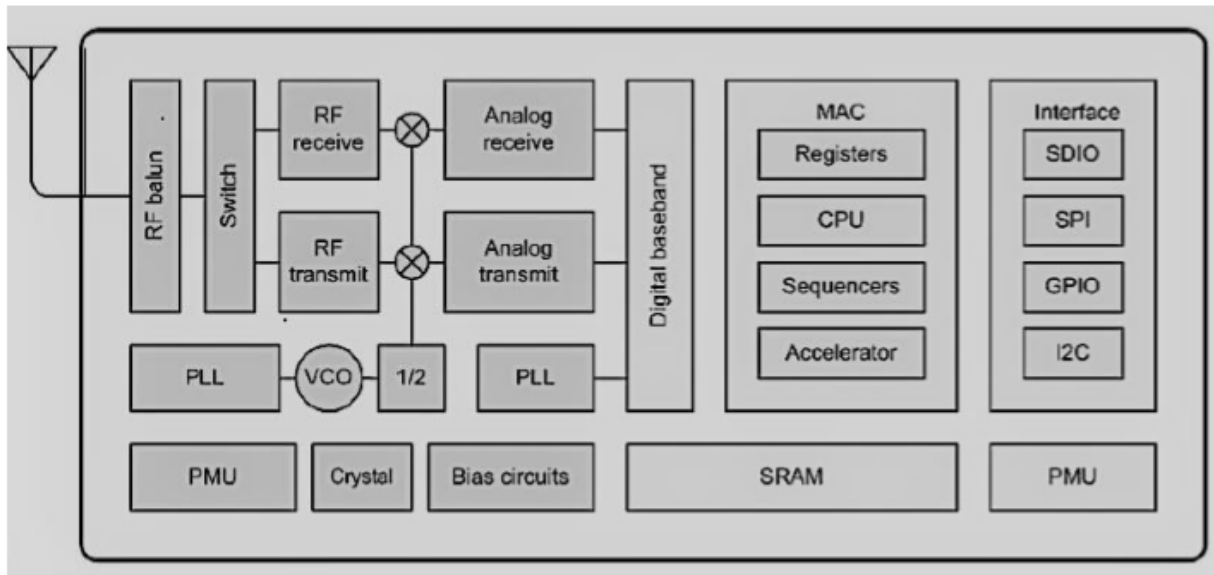 RF balun
Switch
RF
receive
Analog
receive
RF
transmit
Analog
transmit
PLL
VCO
1/2
PLL
Digital baseband
MAC
Registers
CPU
Sequencers
Accelerator
Interface
SDIO
SPI
GPIO
I2C
PMU
Crystal
Bias circuits
SRAM
PMU